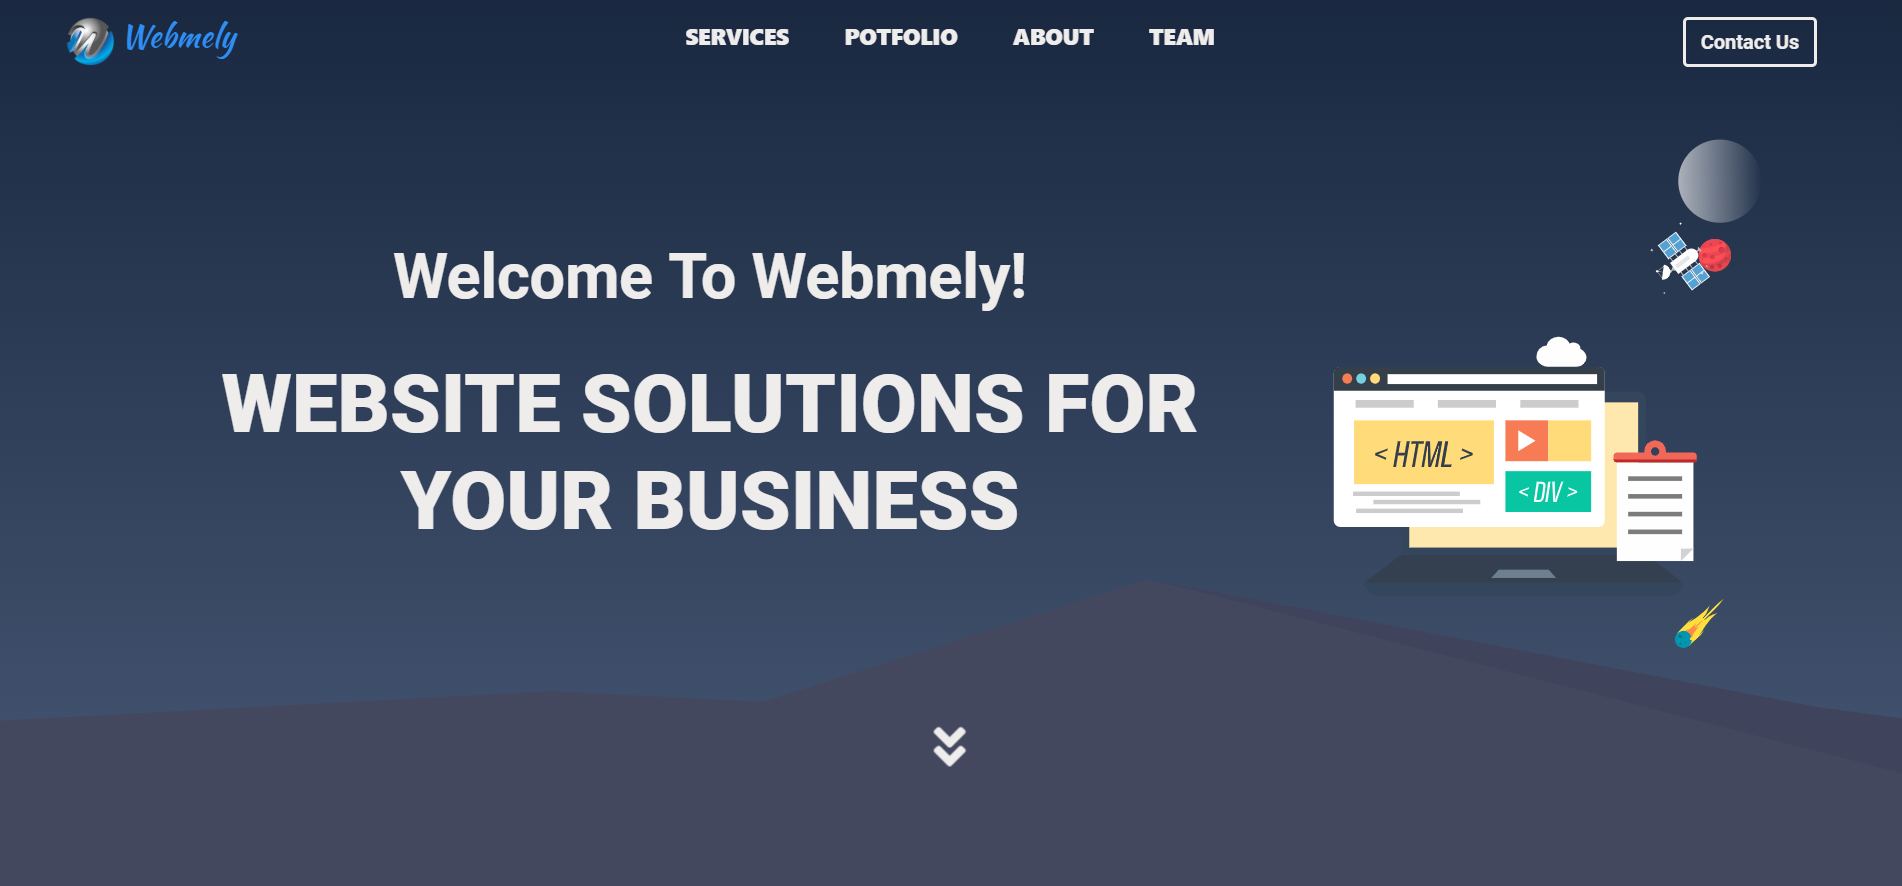 Webmely
SERVICES
POTFOLIO
ABOUT
TEAM
Contact Us
Welcome To Webmely!
WEBSITE SOLUTIONS FOR
YOUR BUSINESS
< HTML >
< DIV >